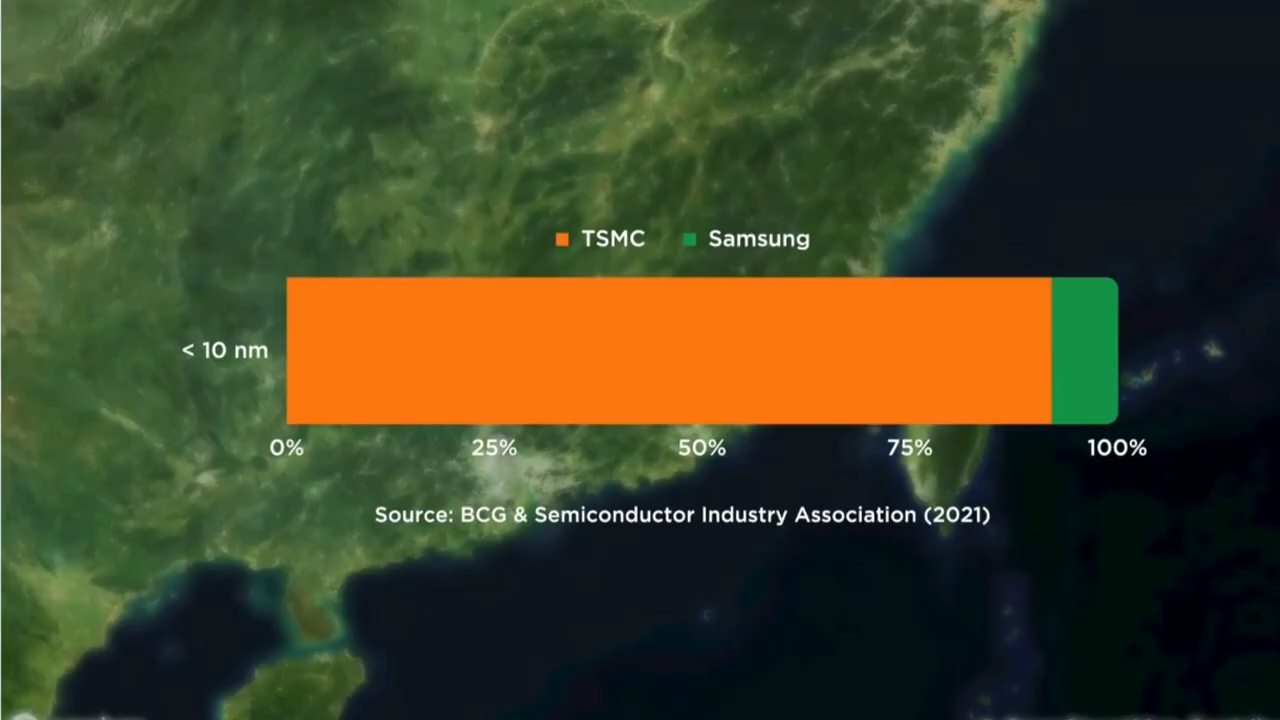 TSMC Samsung
< 10 nm
0% 25% 50% 75% 100%
Source: BCG & Semiconductor Industry Association (2021)